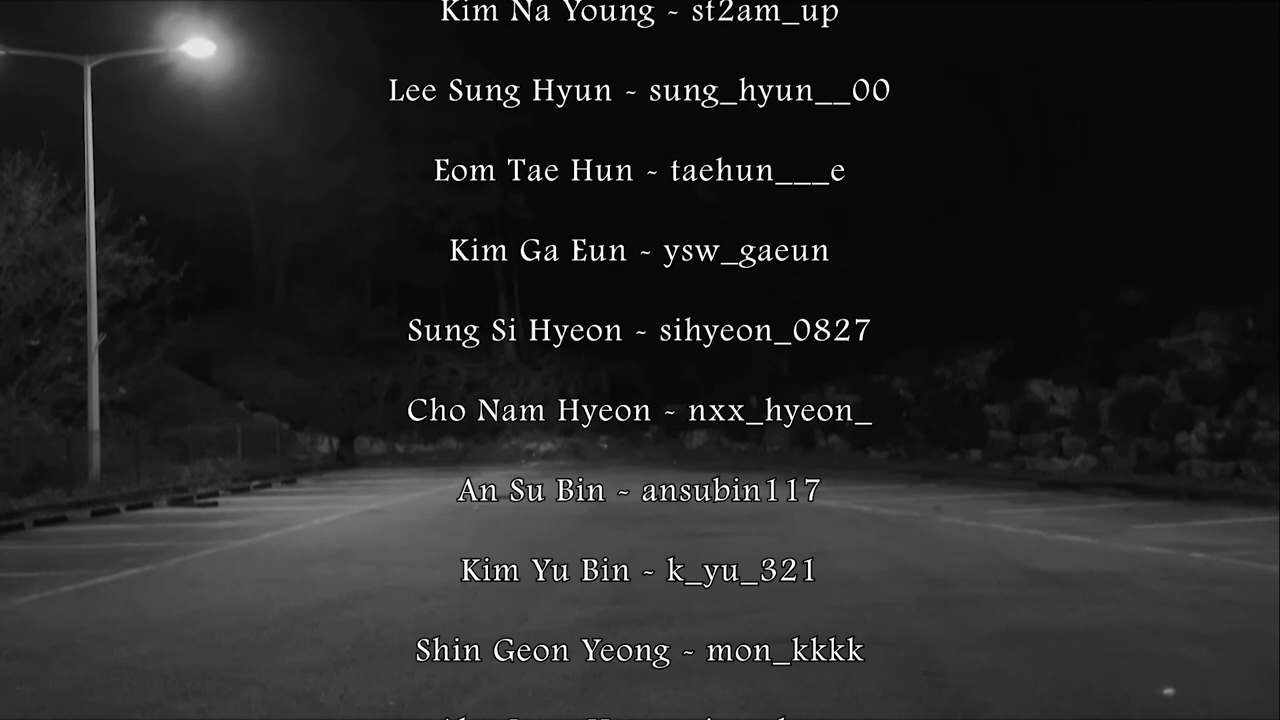 Kim Na Young ~ st2am_up
Lee Sung Hyun ~ sung_hyun__00
Eom Tae Hun ~ taehun___e
Kim Ga Eun ~ ysw_gaeun
Sung Si Hyeon ~ sihyeon_0827
Cho Nam Hyeon ~ nxx_hyeon_
An Su Bin ~ ansubin117
Kim Yu Bin ~ k_yu_321
Shin Geon Yeong ~ mon_kkkk